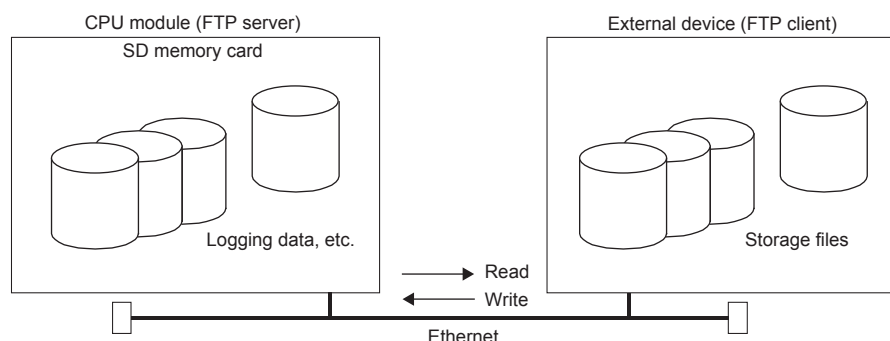 CPU module (FTP server)
External device (FTP client)
SD memory card
Logging data, etc.
Storage files
Read
Write
Ethernet